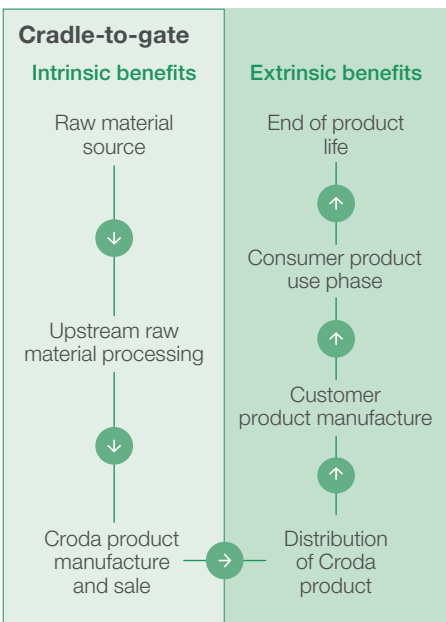 Cradle-to-gate
Intrinsic benefits
Raw material
source
Upstream raw
material processing
Croda product
manufacture
and sale
Extrinsic benefits
End of product
life
Consumer product
use phase
Customer
product manufacture
Distribution
of Croda
product